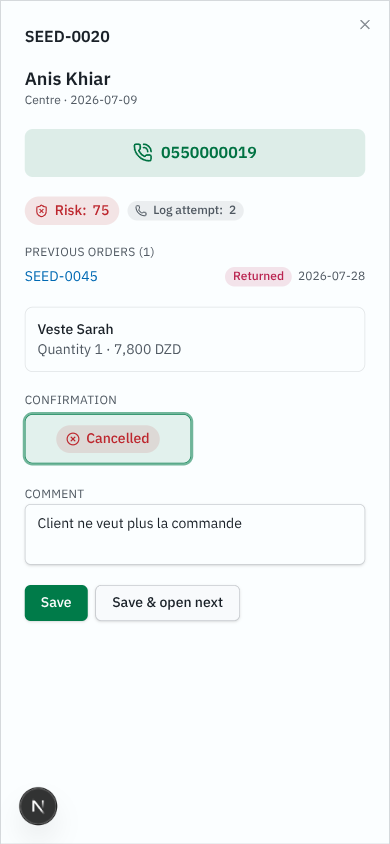 SEED-0020
Anis Khiar
Centre · 2026-07-09
0550000019
Risk: 75
Log attempt: 2
PREVIOUS ORDERS (1)
SEED-0045 Returned 2026-07-28
Veste Sarah
Quantity 1 · 7,800 DZD
CONFIRMATION
Cancelled
COMMENT
Client ne veut plus la commande
Save
Save & open next
N